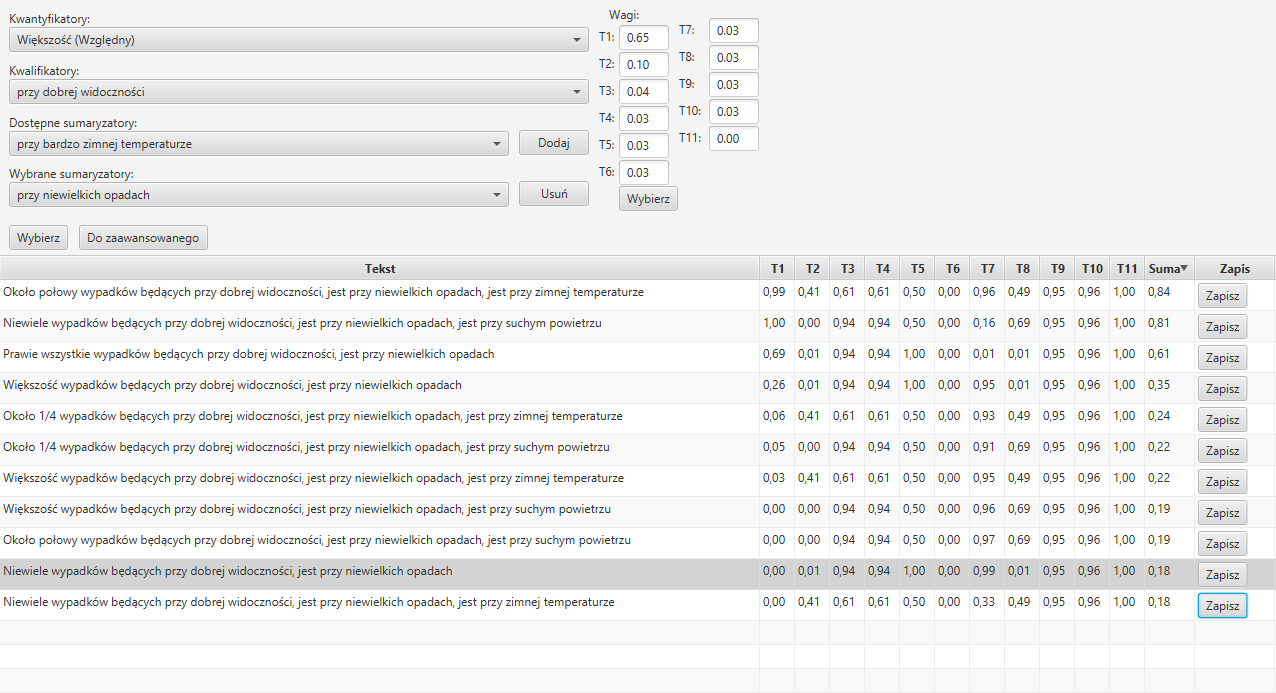 Kwantyfikatory:
Większość (Względny)
Kwalifikatory:
przy dobrej widoczności
Dostępne sumaryzatory:
przy bardzo zimnej temperaturze
Dodaj
Wybrane sumaryzatory:
przy niewielkich opadach
Usuń
Wybierz
Do zaawansowanego
Wagi:
T1: 0.65
T2: 0.10
T3: 0.04
T4: 0.03
T5: 0.03
T6: 0.03
Wybierz
T7: 0.03
T8: 0.03
T9: 0.03
T10: 0.03
T11: 0.00
Tekst T1 T2 T3 T4 T5 T6 T7 T8 T9 T10 T11 Suma Zapis
Około połowy wypadków będących przy dobrej widoczności, jest przy niewielkich opadach, jest przy zimnej temperaturze 0,99 0,41 0,61 0,61 0,50 0,00 0,96 0,49 0,95 0,96 1,00 0,84 Zapisz
Niewiele wypadków będących przy dobrej widoczności, jest przy niewielkich opadach, jest przy suchym powietrzu 1,00 0,00 0,94 0,94 0,50 0,00 0,16 0,69 0,95 0,96 1,00 0,81 Zapisz
Prawie wszystkie wypadków będących przy dobrej widoczności, jest przy niewielkich opadach 0,69 0,01 0,94 0,94 1,00 0,00 0,01 0,01 0,95 0,96 1,00 0,61 Zapisz
Większość wypadków będących przy dobrej widoczności, jest przy niewielkich opadach 0,26 0,01 0,94 0,94 1,00 0,00 0,95 0,01 0,95 0,96 1,00 0,35 Zapisz
Około 1/4 wypadków będących przy dobrej widoczności, jest przy niewielkich opadach, jest przy zimnej temperaturze 0,06 0,41 0,61 0,61 0,50 0,00 0,93 0,49 0,95 0,96 1,00 0,24 Zapisz
Około 1/4 wypadków będących przy dobrej widoczności, jest przy niewielkich opadach, jest przy suchym powietrzu 0,05 0,00 0,94 0,94 0,50 0,00 0,91 0,69 0,95 0,96 1,00 0,22 Zapisz
Większość wypadków będących przy dobrej widoczności, jest przy niewielkich opadach, jest przy zimnej temperaturze 0,03 0,41 0,61 0,61 0,50 0,00 0,95 0,49 0,95 0,96 1,00 0,22 Zapisz
Większość wypadków będących przy dobrej widoczności, jest przy niewielkich opadach, jest przy suchym powietrzu 0,00 0,00 0,94 0,94 0,50 0,00 0,96 0,69 0,95 0,96 1,00 0,19 Zapisz
Około połowy wypadków będących przy dobrej widoczności, jest przy niewielkich opadach, jest przy suchym powietrzu 0,00 0,00 0,94 0,94 0,50 0,00 0,97 0,69 0,95 0,96 1,00 0,19 Zapisz
Niewiele wypadków będących przy dobrej widoczności, jest przy niewielkich opadach 0,00 0,01 0,94 0,94 1,00 0,00 0,99 0,01 0,95 0,96 1,00 0,18 Zapisz
Niewiele wypadków będących przy dobrej widoczności, jest przy niewielkich opadach, jest przy zimnej temperaturze 0,00 0,41 0,61 0,61 0,50 0,00 0,33 0,49 0,95 0,96 1,00 0,18 Zapisz